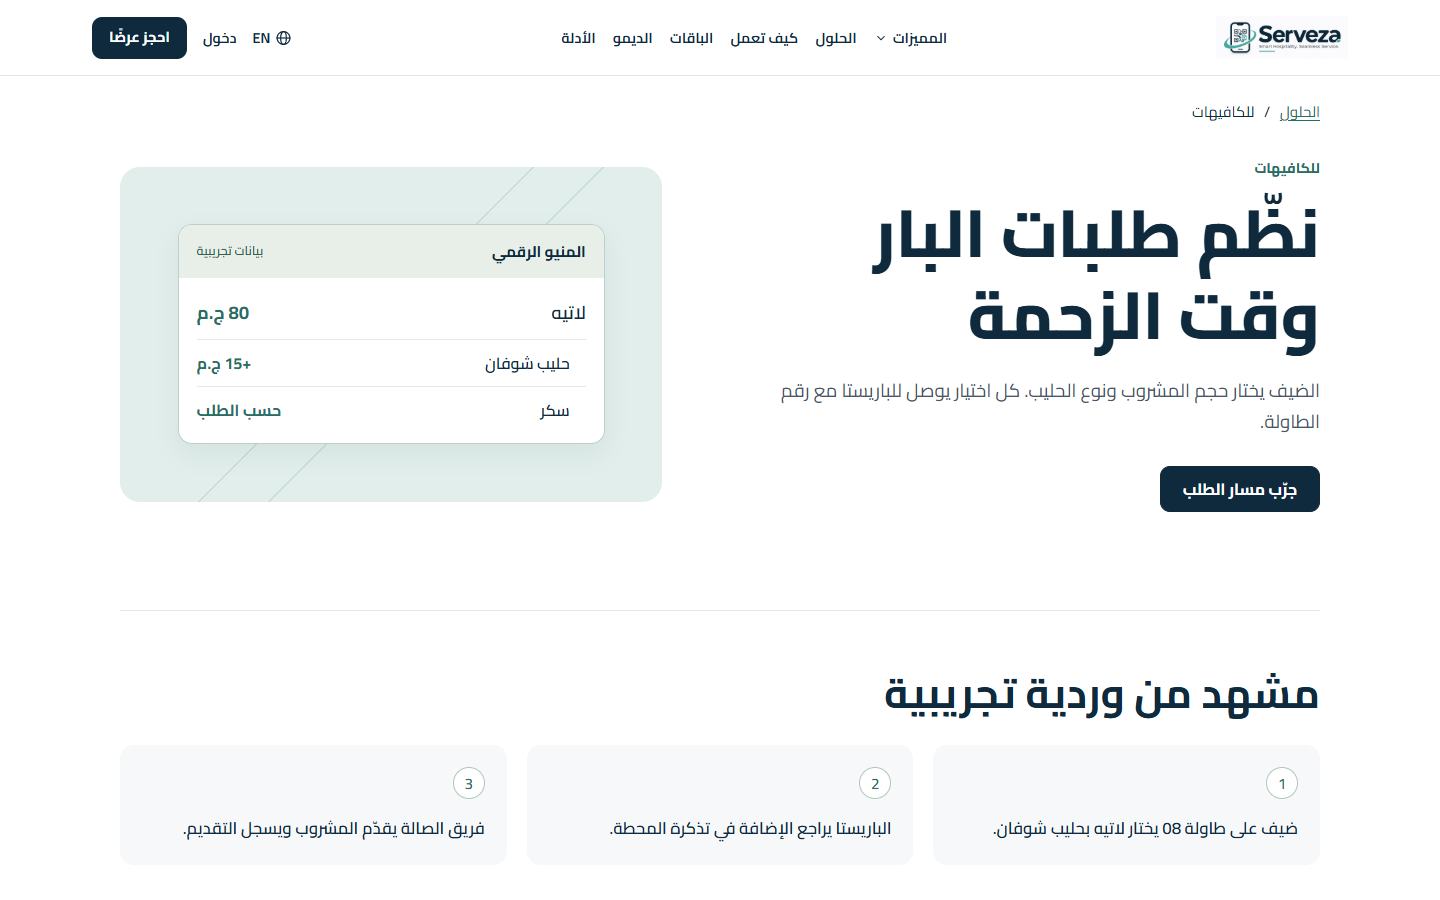 Serveza
Smart Hospitality, Seamless Service.
المميزات
الحلول
كيف تعمل
الباقات
الديمو
الأدلة
EN
دخول
احجز عرضًا
الحلول / للكافيهات
للكافيهات
نظّم طلبات البار
وقت الزحمة
الضيف يختار حجم المشروب ونوع الحليب. كل اختيار يوصل للباريستا مع رقم
الطاولة.
جرّب مسار الطلب
المنيو الرقمي
بيانات تجريبية
لاتيه
80 ج.م
حليب شوفان
+15 ج.م
سكر
حسب الطلب
مشهد من وردية تجريبية
1
ضيف على طاولة 08 يختار لاتيه بحليب شوفان.
2
الباريستا يراجع الإضافة في تذكرة المحطة.
3
فريق الصالة يقدّم المشروب ويسجل التقديم.